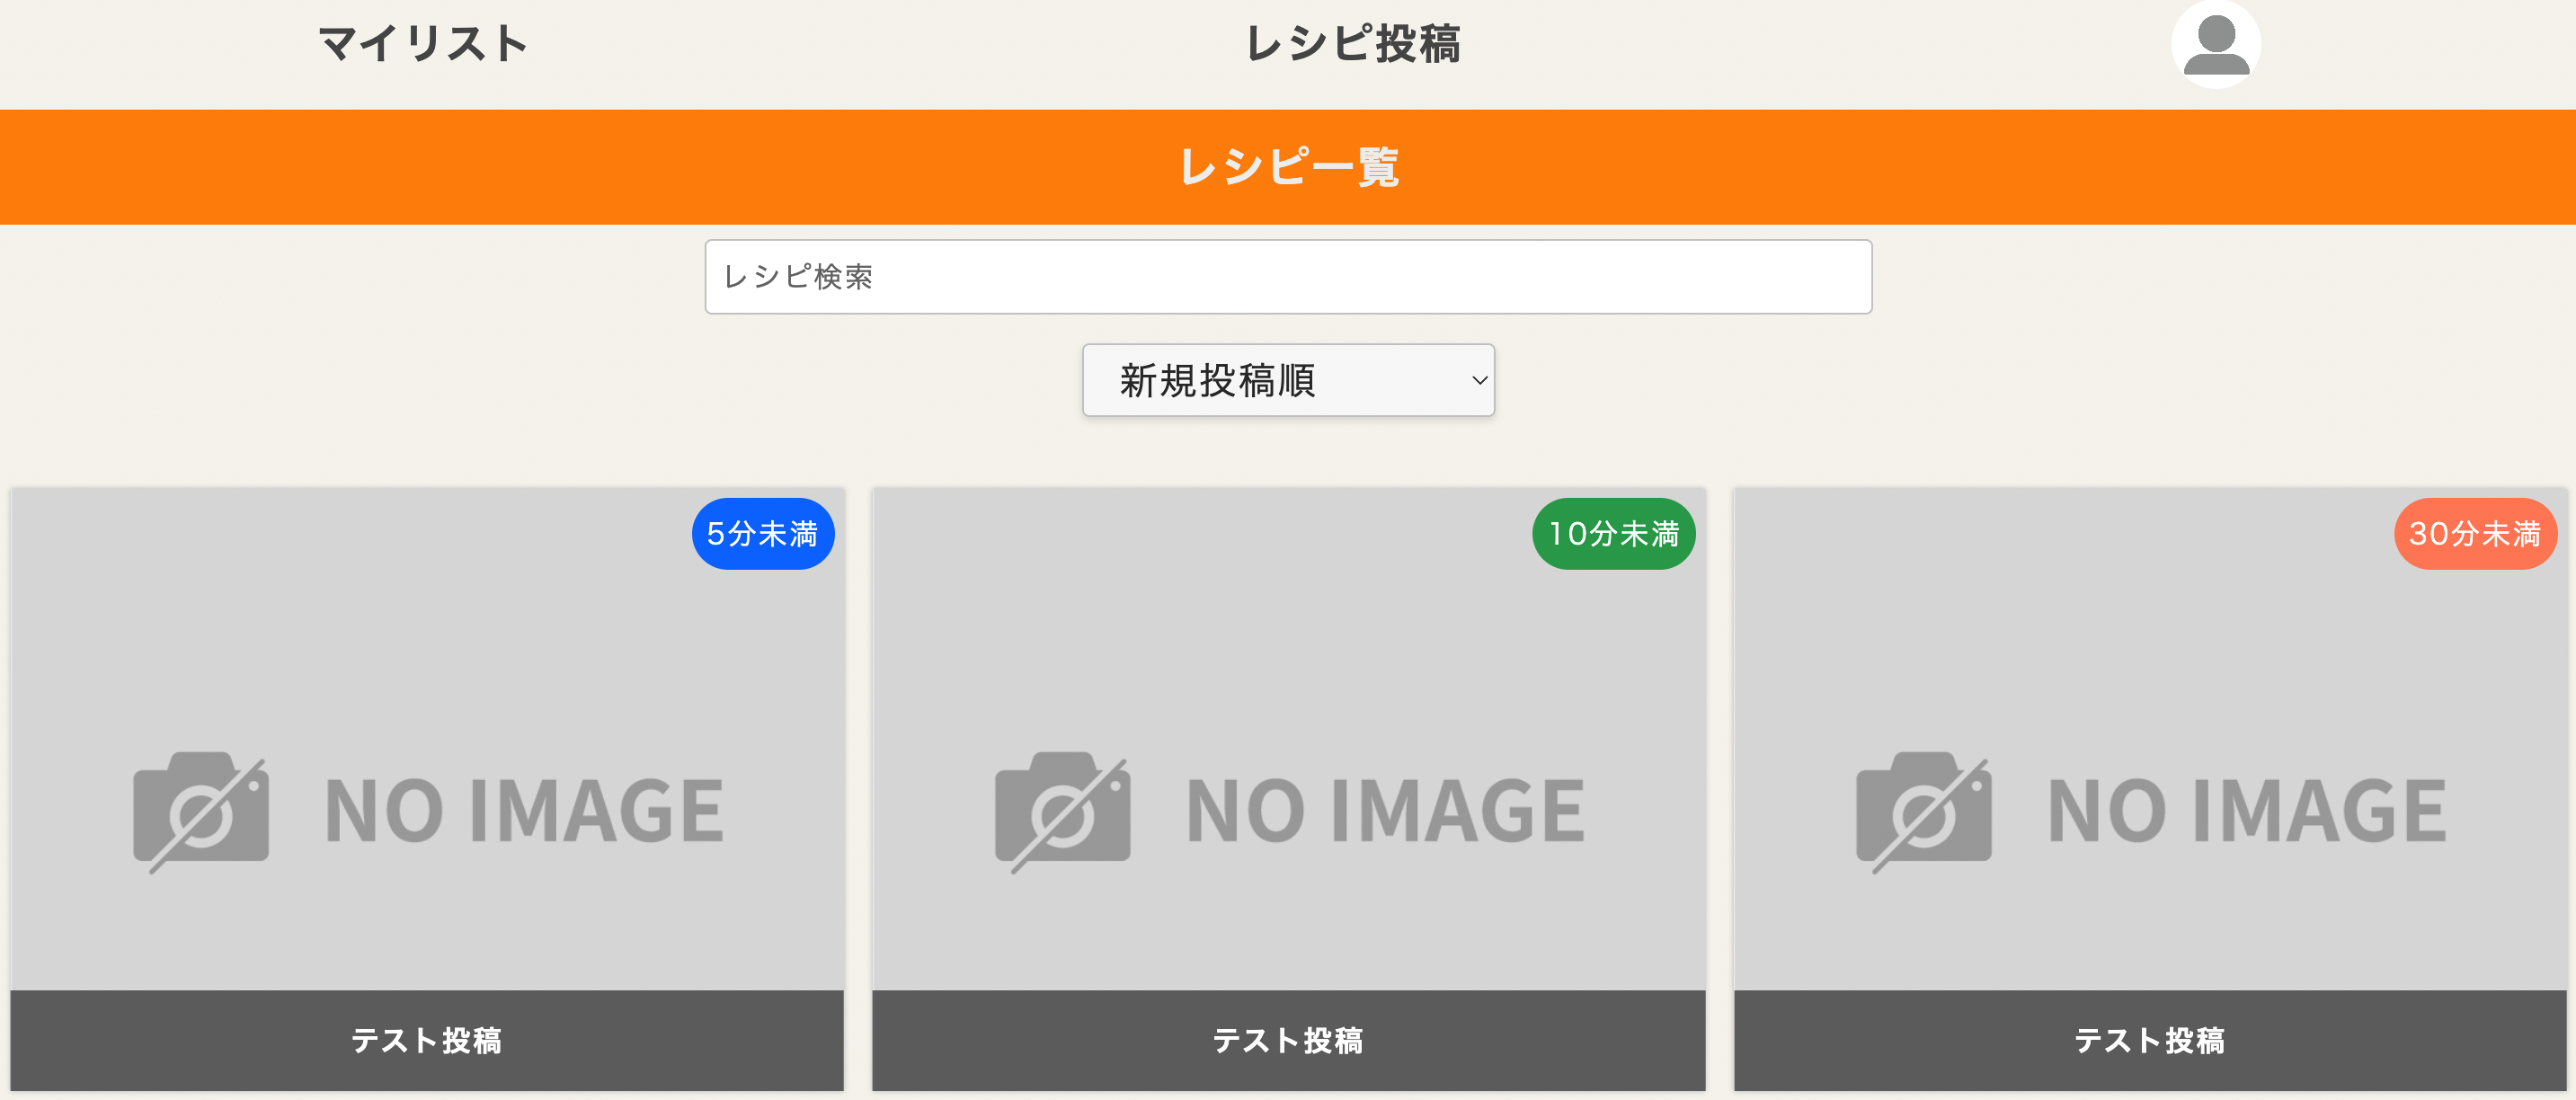 マイリスト
レシピ投稿
レシピ一覧
レシピ検索
新規投稿順
5分未満
10分未満
30分未満
NO IMAGE
NO IMAGE
NO IMAGE
テスト投稿
テスト投稿
テスト投稿